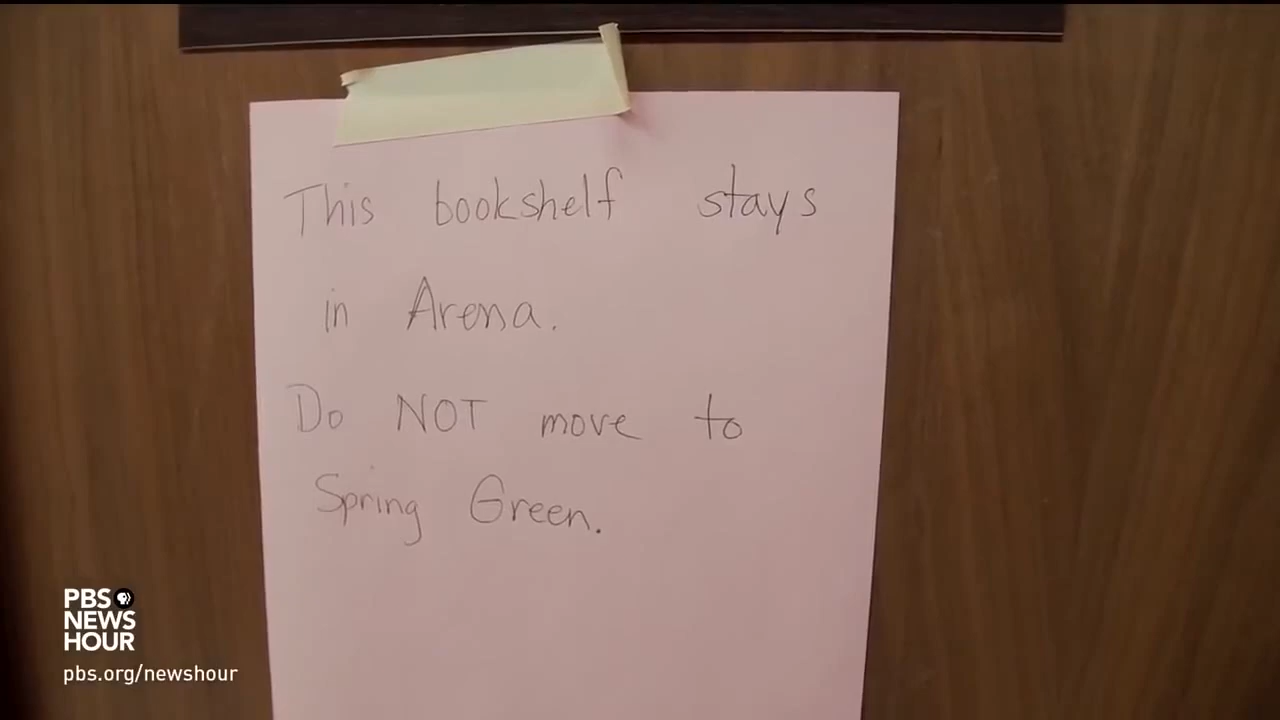 This bookshelf stays
in Arena.
Do NOT move to
Spring Green.
PBS
NEWS
HOUR
pbs.org/newshour